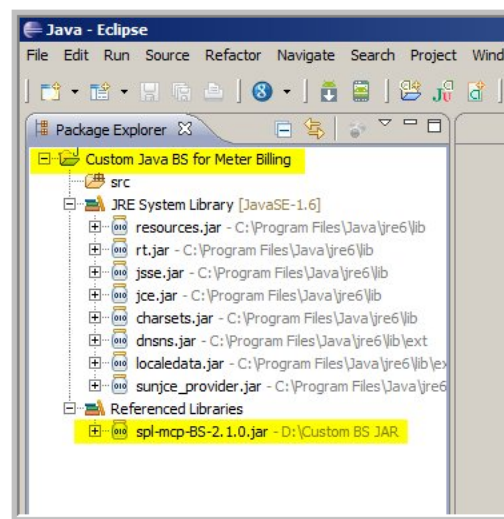 Java - Eclipse
File Edit Run Source Refactor Navigate Search Project Wind
Package Explorer
Custom Java BS for Meter Billing
src
JRE System Library [JavaSE-1.6]
resources.jar - C:\Program Files\Java\jre6\lib
rt.jar - C:\Program Files\Java\jre6\lib
jsse.jar - C:\Program Files\Java\jre6\lib
jce.jar - C:\Program Files\Java\jre6\lib
charsets.jar - C:\Program Files\Java\jre6\lib
dnsns.jar - C:\Program Files\Java\jre6\lib\ext
localedata.jar - C:\Program Files\Java\jre6\lib\ex
sunjce_provider.jar - C:\Program Files\Java\jre6
Referenced Libraries
spl-mcp-BS-2.1.0.jar - D:\Custom BS JAR